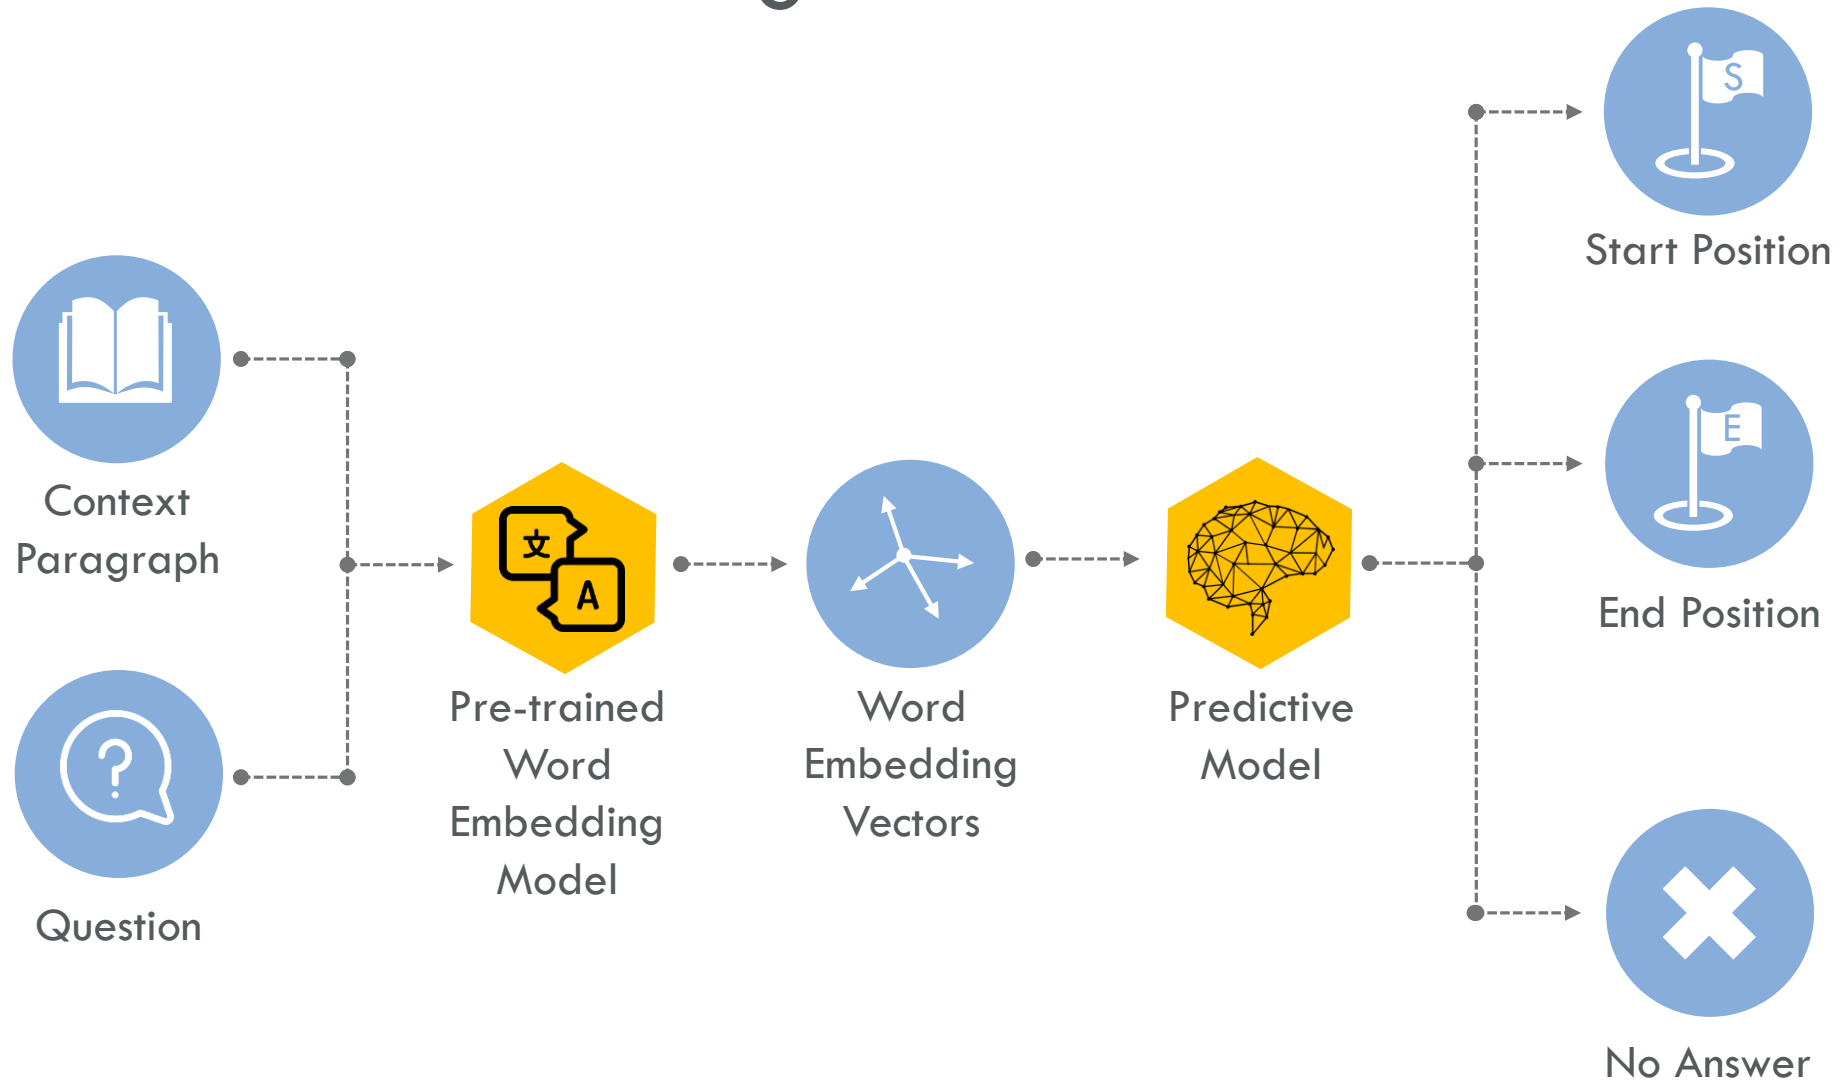 S
Start Position
E
End Position
Context
Paragraph
文
A
Pre-trained
Word
Embedding
Model
Word
Embedding
Vectors
Predictive
Model
?
Question
No Answer